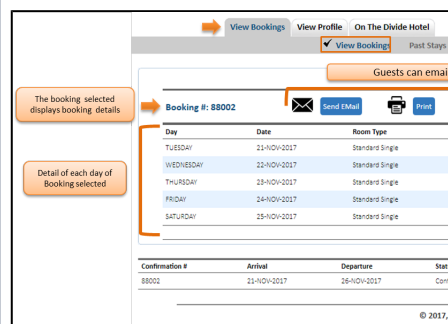 View Bookings View Profile On The Divide Hotel
View Bookings Past Stays
Guests can email
The booking selected
displays booking details
Booking #: 88002 Send EMail Print
Day Date Room Type
TUESDAY 21-NOV-2017 Standard Single
WEDNESDAY 22-NOV-2017 Standard Single
Detail of each day of
Booking selected
THURSDAY 23-NOV-2017 Standard Single
FRIDAY 24-NOV-2017 Standard Single
SATURDAY 25-NOV-2017 Standard Single
Confirmation # Arrival Departure
88002 21-NOV-2017 26-NOV-2017
© 2017,